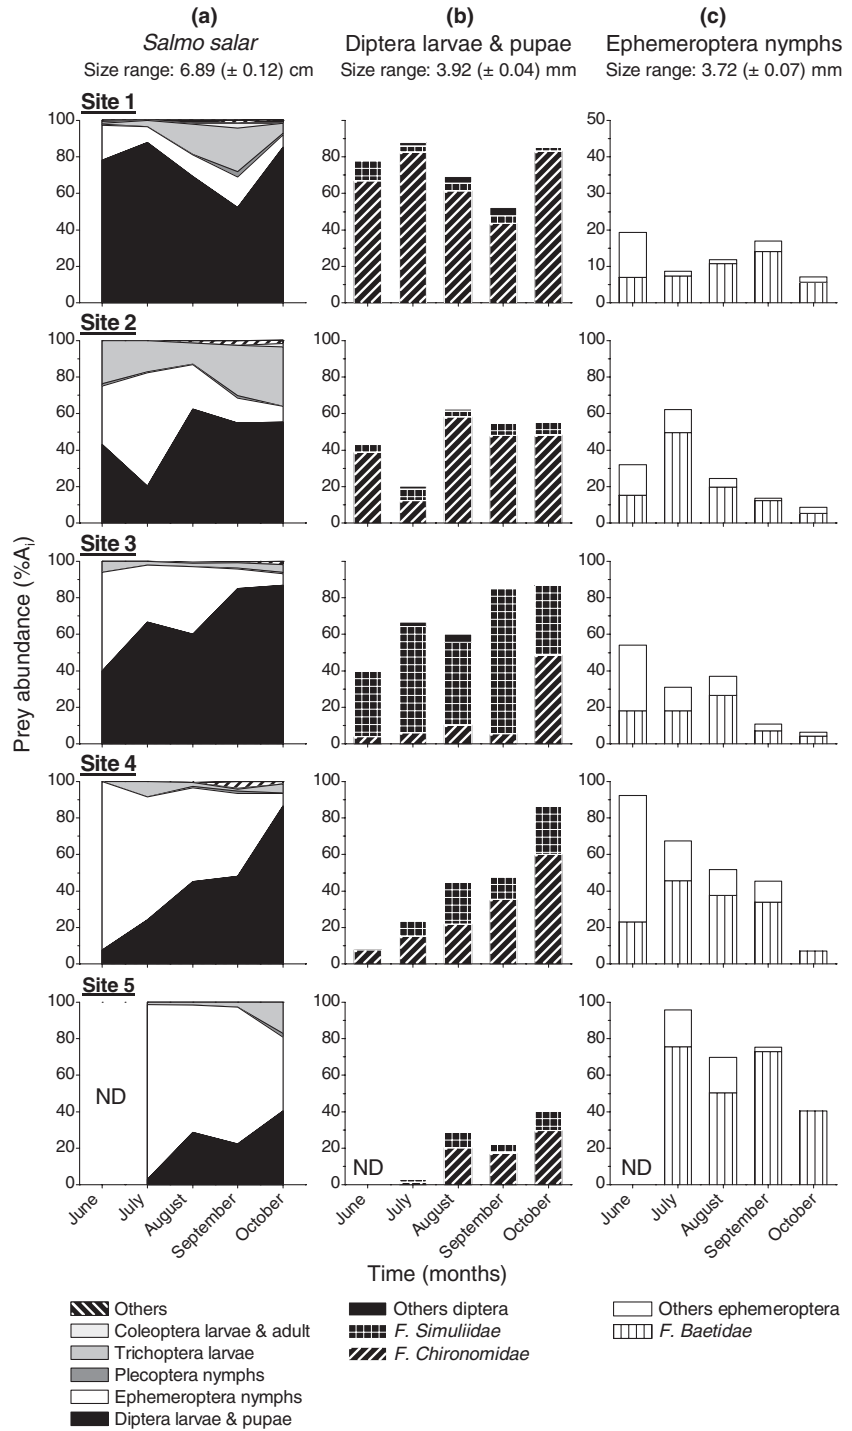 (a) (b) (c)
Salmo salar Diptera larvae & pupae Ephemeroptera nymphs
Size range: 6.89 (± 0.12) cm Size range: 3.92 (± 0.04) mm Size range: 3.72 (± 0.07) mm
Site 1
100 80 60 40 20 0
100 80 60 40 20 0
50 40 30 20 10 0
Site 2
100 80 60 40 20 0
100 80 60 40 20 0
100 80 60 40 20 0
Site 3
100 80 60 40 20 0
100 80 60 40 20 0
100 80 60 40 20 0
Site 4
100 80 60 40 20 0
100 80 60 40 20 0
100 80 60 40 20 0
Site 5
100 80 60 40 20 0
100 80 60 40 20 0
100 80 60 40 20 0
ND ND ND
Prey abundance (%Ai)
June July August September October
June July August September October
June July August September October
Time (months)
Others
Coleoptera larvae & adult
Trichoptera larvae
Plecoptera nymphs
Ephemeroptera nymphs
Diptera larvae & pupae
Others diptera
F. Simuliidae
F. Chironomidae
Others ephemeroptera
F. Baetidae